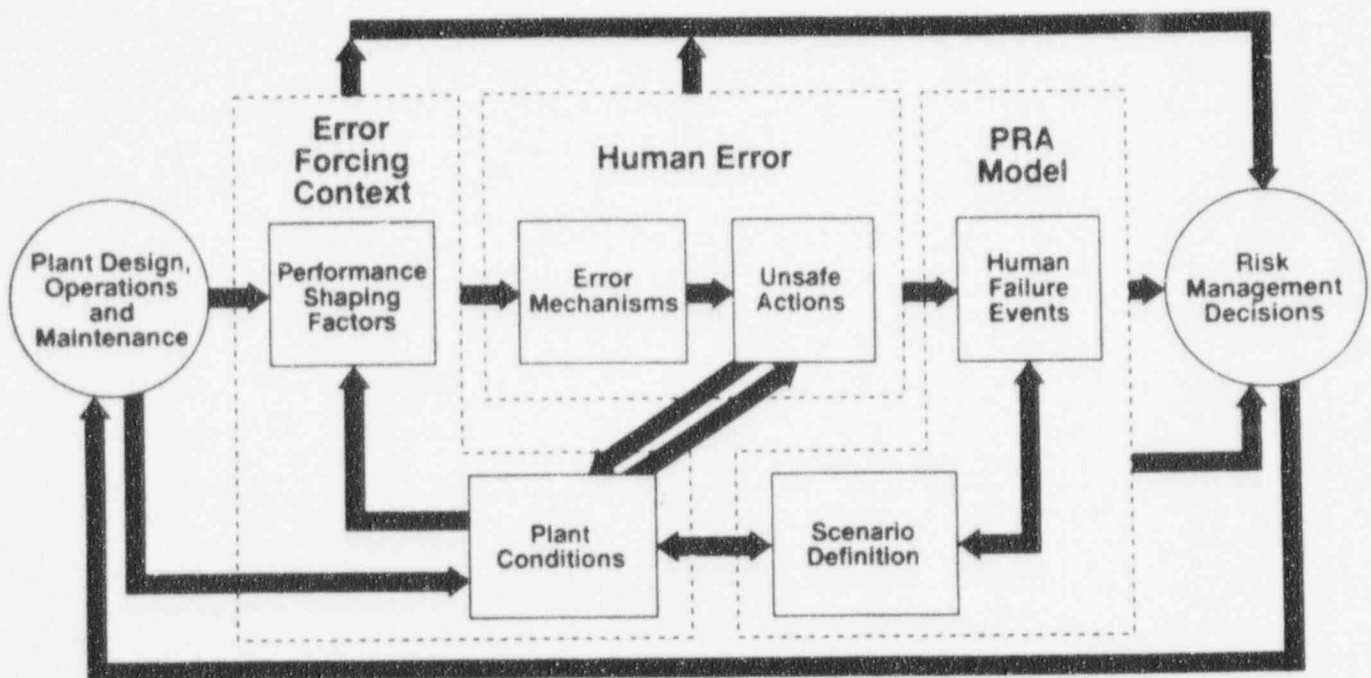 Error
Forcing
Context
Human Error
PRA
Model
Plant Design,
Operations
and
Maintenance
Performance
Shaping
Factors
Error
Mechanisms
Unsafe
Actions
Human
Failure
Events
Risk
Management
Decisions
Plant
Conditions
Scenario
Definition